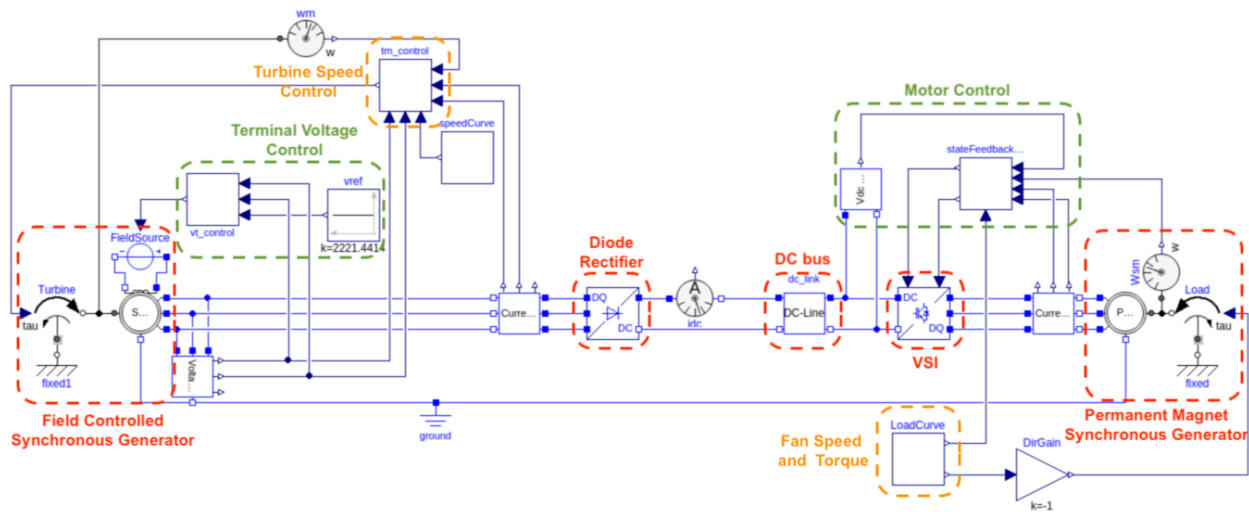 wm
w
tm_control
Turbine Speed
Control
speedCurve
Terminal Voltage
Control
vref
vt_control
k=2221.4414
FieldSource
Turbine
tau
S...
fixed1
Volta...
Field Controlled
Synchronous Generator
ground
Curre...
Diode
Rectifier
DQ
DC
A
idc
DC bus
dc_link
DC-Line
Motor Control
stateFeedback...
Vdc ...
DC
DQ
VSI
Curre...
P...
w
Wsm
Load
tau
fixed
Permanent Magnet
Synchronous Generator
Fan Speed
and Torque
LoadCurve
DirGain
k=-1